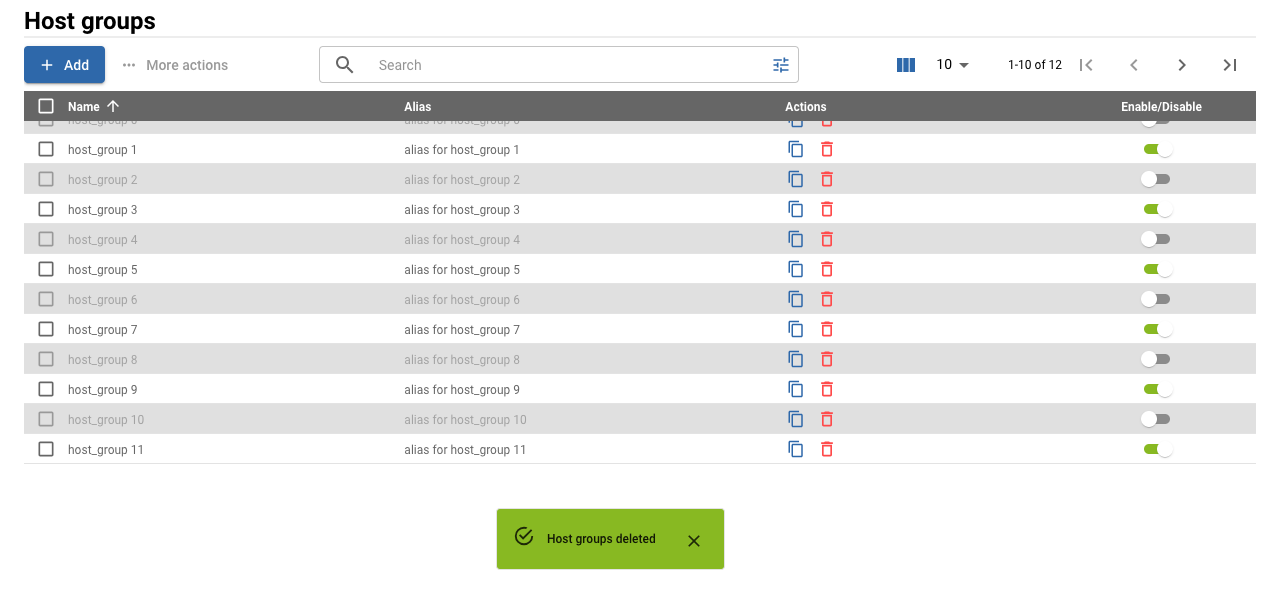 Host groups
Add
More actions
Search
10
1-10 of 12
Name Alias Actions Enable/Disable
host_group 0 alias for host_group 0
host_group 1 alias for host_group 1
host_group 2 alias for host_group 2
host_group 3 alias for host_group 3
host_group 4 alias for host_group 4
host_group 5 alias for host_group 5
host_group 6 alias for host_group 6
host_group 7 alias for host_group 7
host_group 8 alias for host_group 8
host_group 9 alias for host_group 9
host_group 10 alias for host_group 10
host_group 11 alias for host_group 11
Host groups deleted